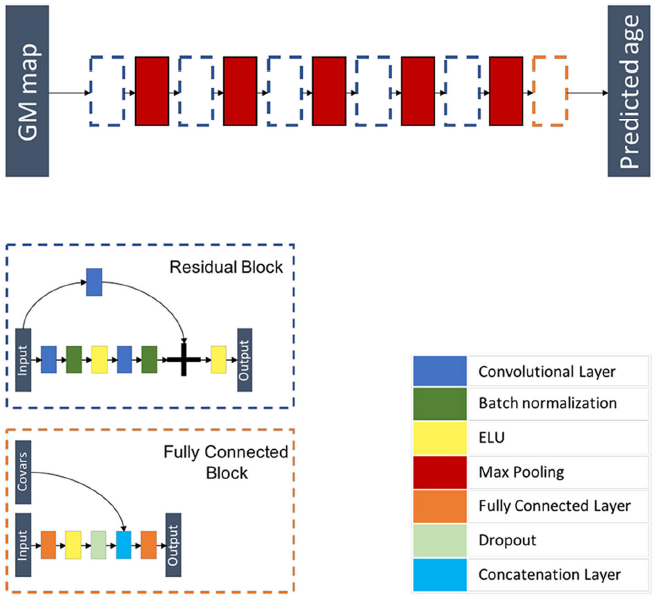 GM map
Predicted age
Residual Block
Input
Output
Fully Connected
Block
Covars
Input
Output
Convolutional Layer
Batch normalization
ELU
Max Pooling
Fully Connected Layer
Dropout
Concatenation Layer